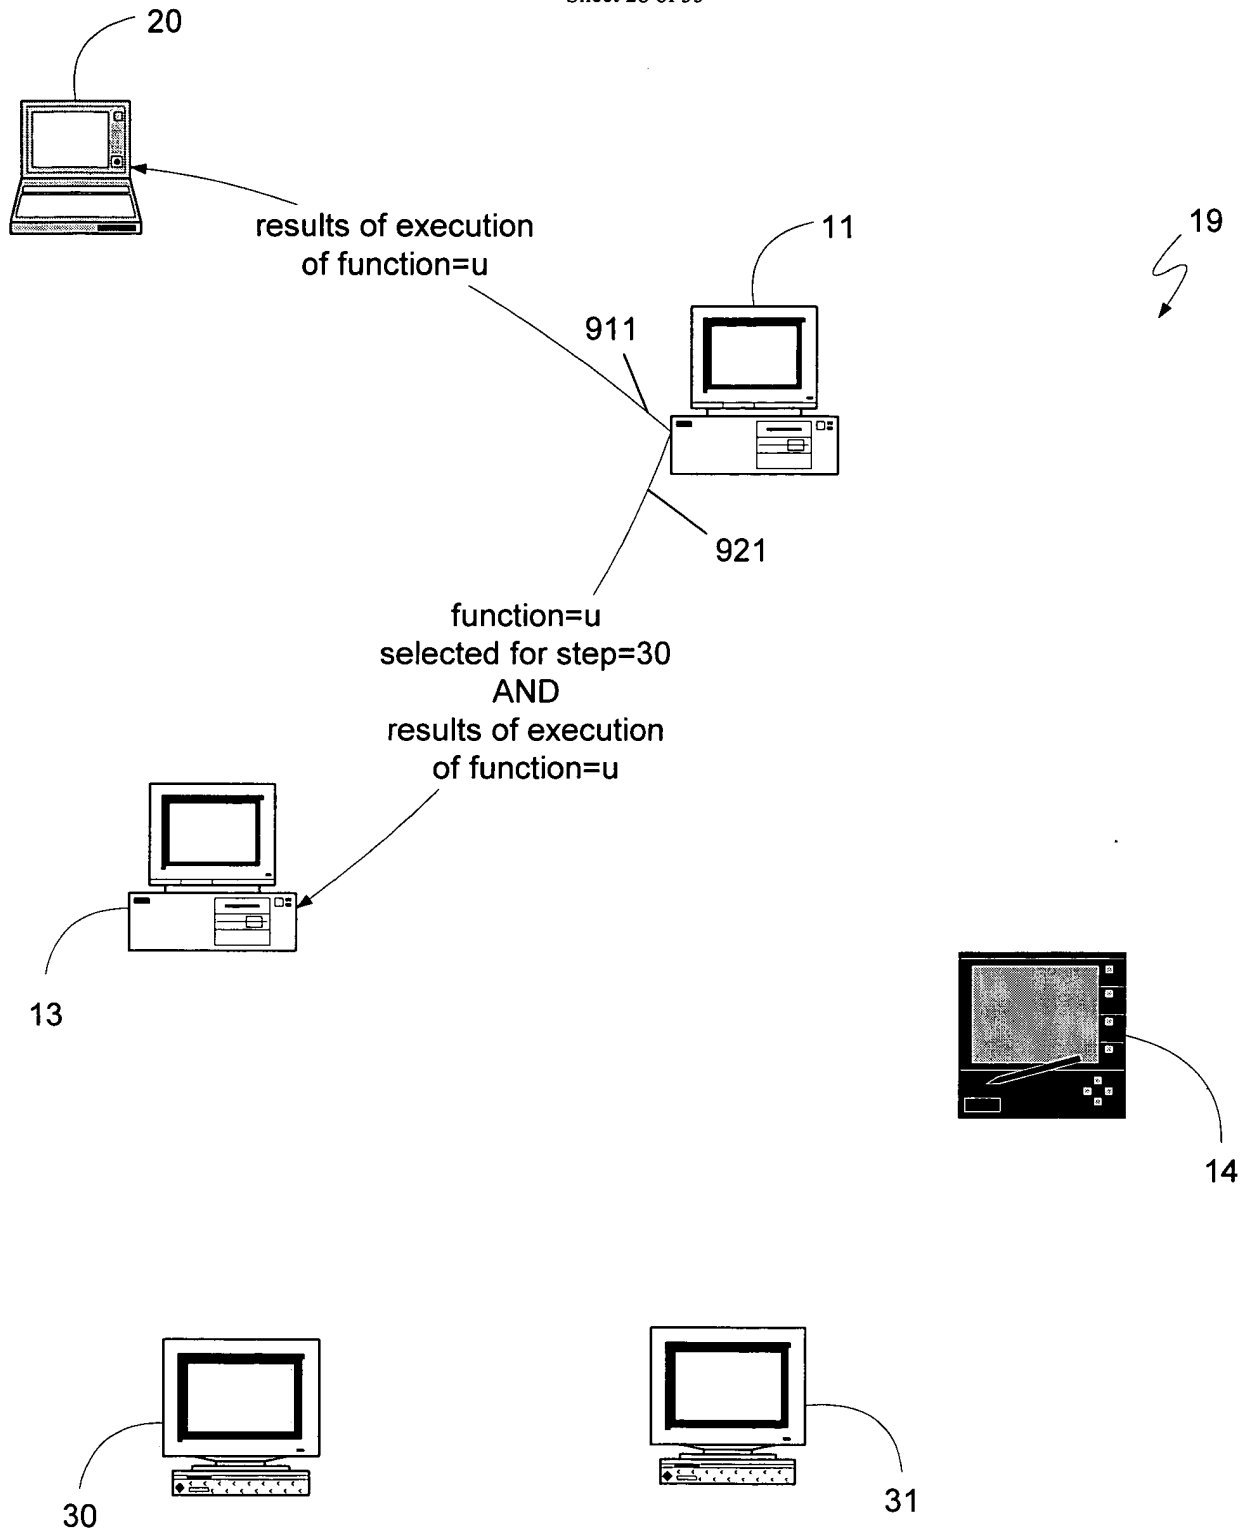 20
results of execution
of function=u
11
19
911
921
function=u
selected for step=30
AND
results of execution
of function=u
13
14
30
31